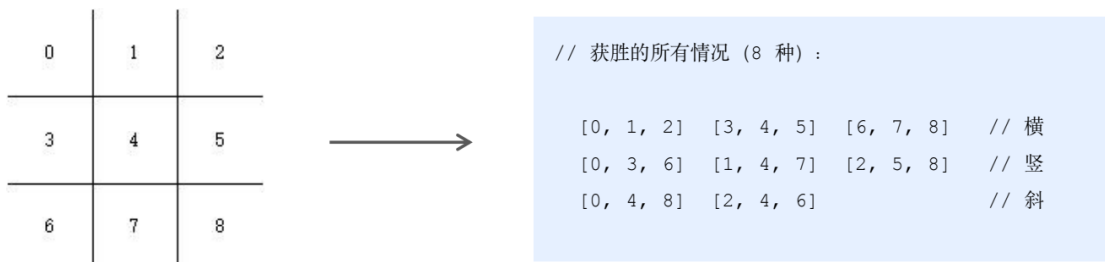 0 1 2
3 4 5
6 7 8
// 获胜的所有情况 (8 种) :
[0, 1, 2] [3, 4, 5] [6, 7, 8] // 横
[0, 3, 6] [1, 4, 7] [2, 5, 8] // 竖
[0, 4, 8] [2, 4, 6] // 斜